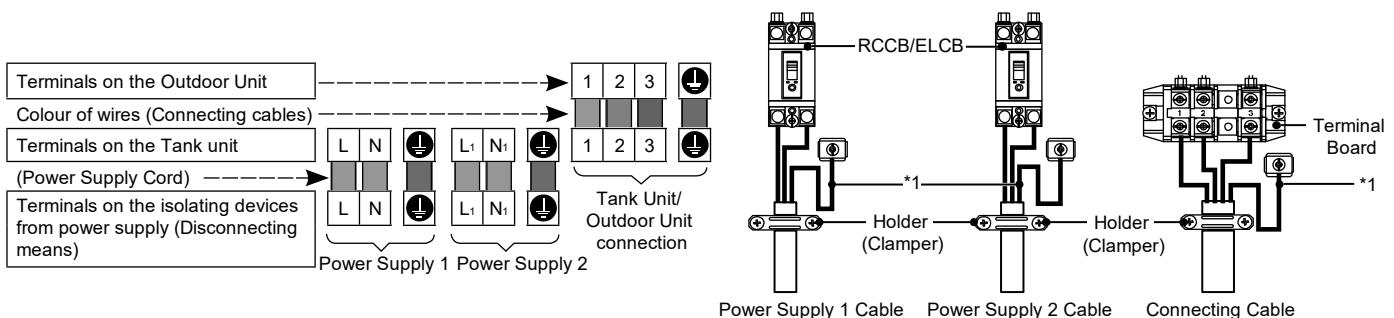 Terminals on the Outdoor Unit
Colour of wires (Connecting cables)
Terminals on the Tank unit
(Power Supply Cord)
Terminals on the isolating devices
from power supply (Disconnecting
means)
1 2 3
1 2 3
L N
L1 N1
L N
L1 N1
Power Supply 1
Power Supply 2
Tank Unit/
Outdoor Unit
connection
RCCB/ELCB
*1
Holder
(Clamper)
Holder
(Clamper)
1 2 3
Terminal
Board
*1
Power Supply 1 Cable
Power Supply 2 Cable
Connecting Cable